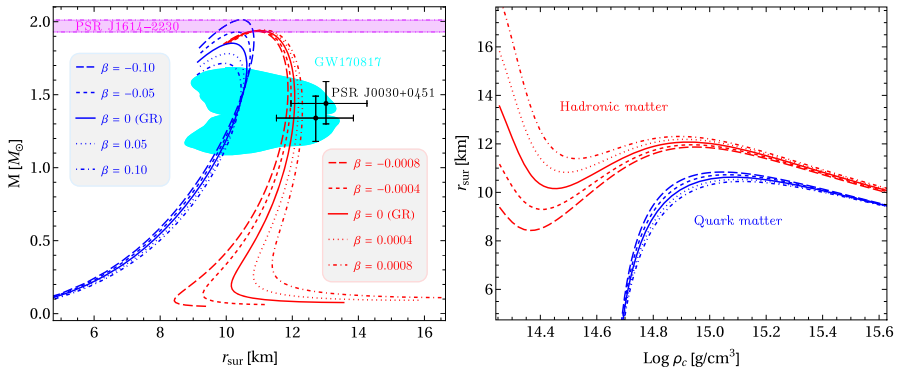 2.0
1.5
1.0
0.5
0.0
M [M⊙]
PSR J1614-2230
GW170817
PSR J0030+0451
β = -0.10
β = -0.05
β = 0 (GR)
β = 0.05
β = 0.10
β = -0.0008
β = -0.0004
β = 0 (GR)
β = 0.0004
β = 0.0008
6 8 10 12 14 16
r_sur [km]
16
14
12
10
8
6
r_sur [km]
Hadronic matter
Quark matter
14.4 14.6 14.8 15.0 15.2 15.4 15.6
Log ρ_c [g/cm³]